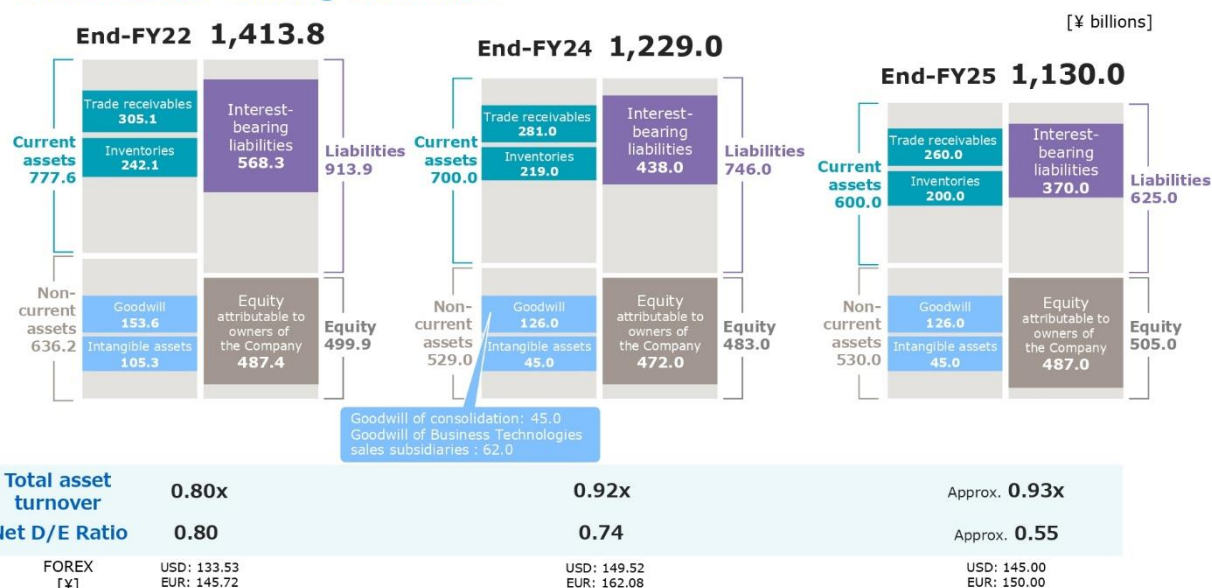 [¥ billions]
End-FY22 1,413.8
Current
assets
777.6
Non-
current
assets
636.2
Trade receivables
305.1
Inventories
242.1
Goodwill
153.6
Intangible assets
105.3
Interest-
bearing
liabilities
568.3
Equity
attributable to
owners of
the Company
487.4
Liabilities
913.9
Equity
499.9
End-FY24 1,229.0
Current
assets
700.0
Non-
current
assets
529.0
Trade receivables
281.0
Inventories
219.0
Goodwill
126.0
Intangible assets
45.0
Interest-
bearing
liabilities
438.0
Equity
attributable to
owners of
the Company
472.0
Liabilities
746.0
Equity
483.0
Goodwill of consolidation: 45.0
Goodwill of Business Technologies
sales subsidiaries : 62.0
End-FY25 1,130.0
Current
assets
600.0
Non-
current
assets
530.0
Trade receivables
260.0
Inventories
200.0
Goodwill
126.0
Intangible assets
45.0
Interest-
bearing
liabilities
370.0
Equity
attributable to
owners of
the Company
487.0
Liabilities
625.0
Equity
505.0
Total asset
turnover
0.80x 0.92x Approx. 0.93x
Net D/E Ratio 0.80 0.74 Approx. 0.55
FOREX
[¥]
USD: 133.53
EUR: 145.72
USD: 149.52
EUR: 162.08
USD: 145.00
EUR: 150.00